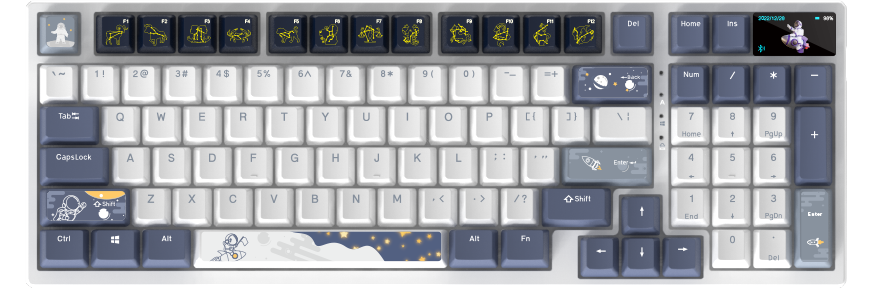 F1 F2 F3 F4 F5 F6 F7 F8 F9 F10 F11 F12 Del Home Ins 2022/12/28 98%
\ ~ 1 ! 2 @ 3 # 4 $ 5 % 6 ^ 7 & 8 * 9 ( 0 ) - _ = + ←Back Num / * −
Tab Q W E R T Y U I O P [ { ] } \ | 7 Home 8 ↑ 9 PgUp +
CapsLock A S D F G H J K L ; : ' " Enter 4 ← 5 6 →
Shift Z X C V B N M , < . > / ? Shift ↑ 1 End 2 ↓ 3 PgDn Enter
Ctrl Alt Alt Fn ← ↓ → 0 . Del